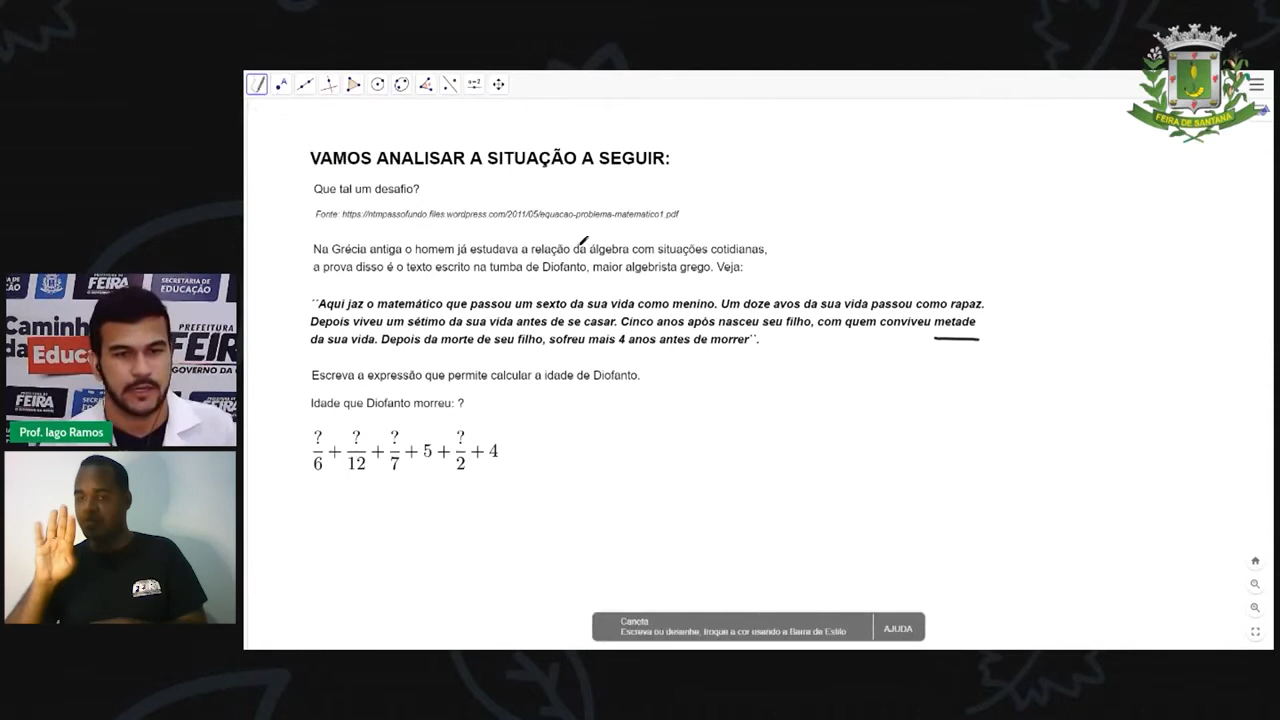 FEIRA DE SANTANA
VAMOS ANALISAR A SITUAÇÃO A SEGUIR:
Que tal um desafio?
Fonte: https://ntmpassofundo.files.wordpress.com/2011/05/equacao-problema-matematico1.pdf
Na Grécia antiga o homem já estudava a relação da álgebra com situações cotidianas,
a prova disso é o texto escrito na tumba de Diofanto, maior algebrista grego. Veja:
´´Aqui jaz o matemático que passou um sexto da sua vida como menino. Um doze avos da sua vida passou como rapaz.
Depois viveu um sétimo da sua vida antes de se casar. Cinco anos após nasceu seu filho, com quem conviveu metade
da sua vida. Depois da morte de seu filho, sofreu mais 4 anos antes de morrer´´.
Escreva a expressão que permite calcular a idade de Diofanto.
Idade que Diofanto morreu: ?
?/6 + ?/12 + ?/7 + 5 + ?/2 + 4
Caneta
Escreva ou desenhe, troque a cor usando a Barra de Estilo
AJUDA
FEIRA
SECRETARIA DE
EDUCAÇÃO
Caminh
da Educa
PREFEITURA
FEIRA
GOVERNO DA
Prof. Iago Ramos
FEIRA